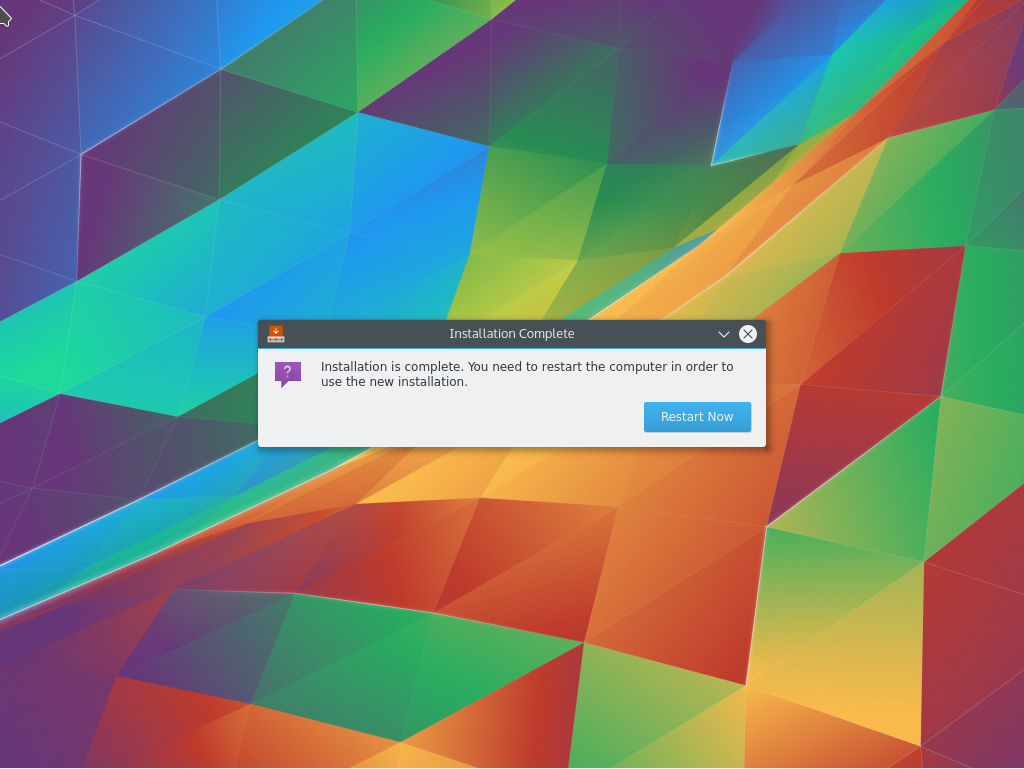 Installation Complete
Installation is complete. You need to restart the computer in order to
use the new installation.
Restart Now